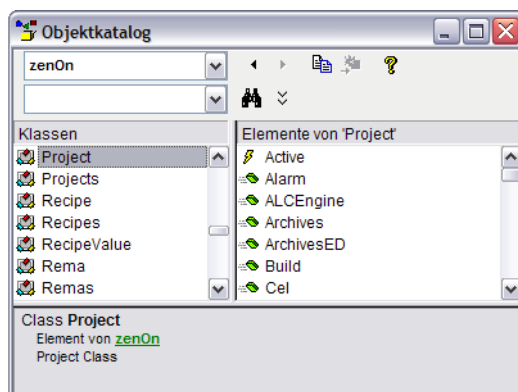 Objektkatalog
zenOn
Klassen
Project
Projects
Recipe
Recipes
RecipeValue
Rema
Remas
Elemente von 'Project'
Active
Alarm
ALCEngine
Archives
ArchivesED
Build
Cel
Class Project
Element von zenOn
Project Class